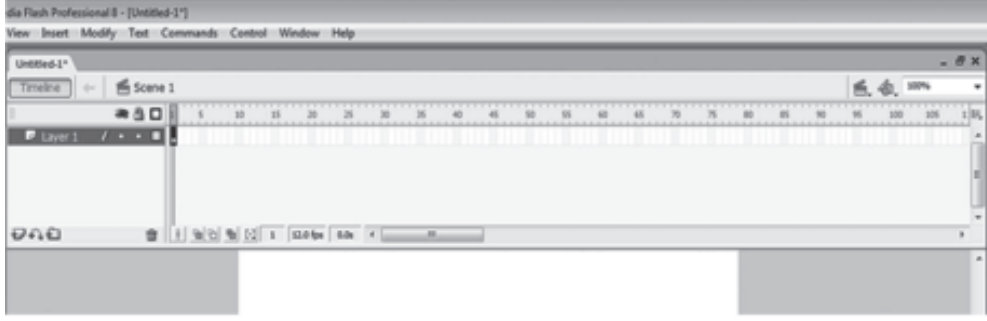 dia Flash Professional 8 - [Untitled-1*]
View Insert Modify Text Commands Control Window Help
Untitled-1*
Timeline Scene 1 100%
5 10 15 20 25 30 35 40 45 50 55 60 65 70 75 80 85 90 95 100 105
Layer 1
1 12.0 fps 0.0s